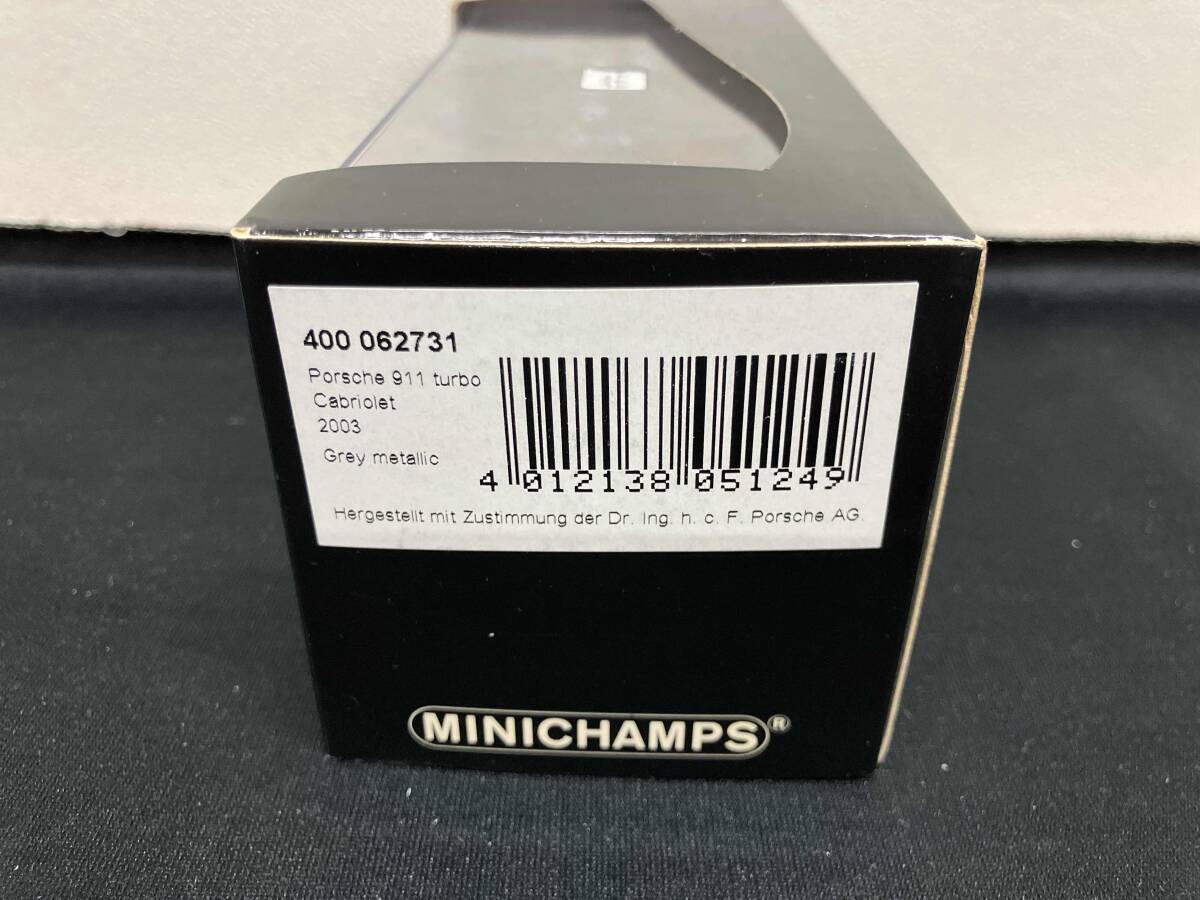 400 062731
Porsche 911 turbo
Cabriolet
2003
Grey metallic
4 012138 051249
Hergestellt mit Zustimmung der Dr. Ing. h. c. F. Porsche AG.
MINICHAMPS®